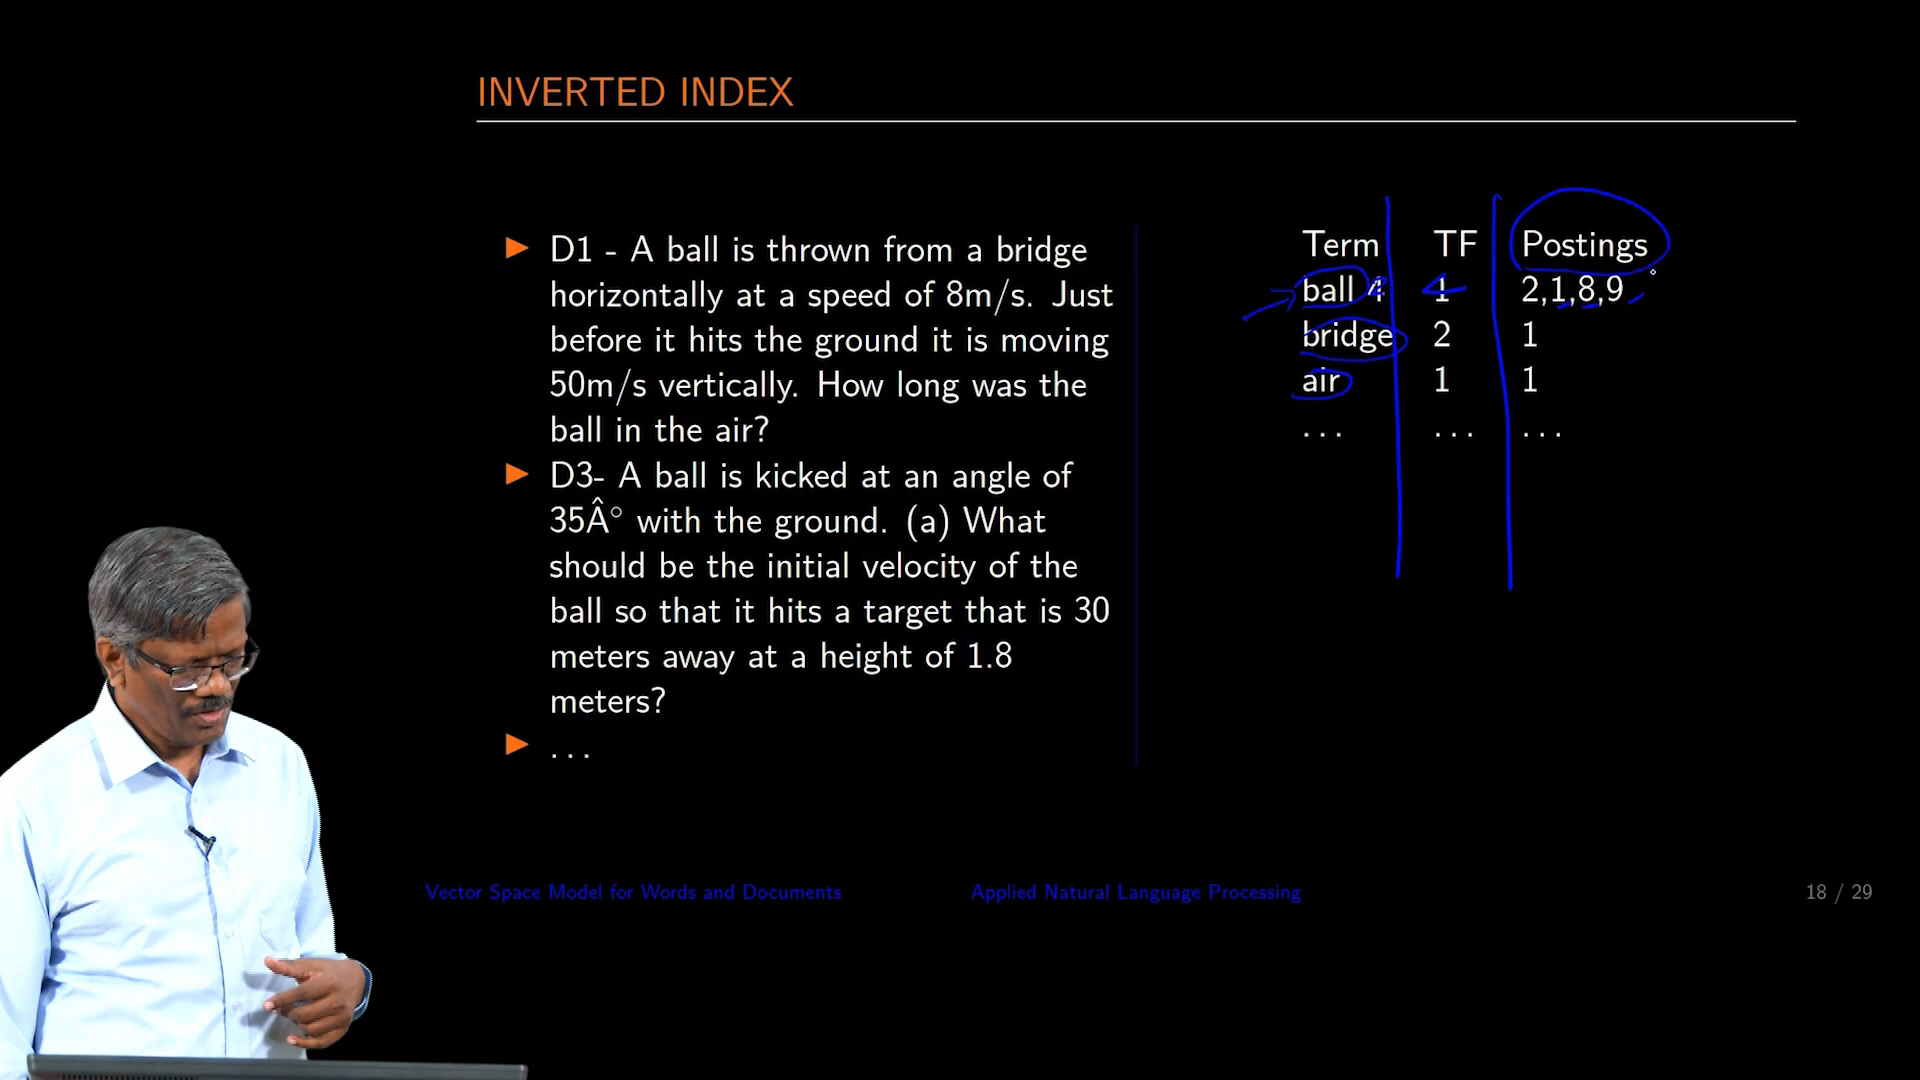 INVERTED INDEX
D1 - A ball is thrown from a bridge
horizontally at a speed of 8m/s. Just
before it hits the ground it is moving
50m/s vertically. How long was the
ball in the air?
D3- A ball is kicked at an angle of
35Â° with the ground. (a) What
should be the initial velocity of the
ball so that it hits a target that is 30
meters away at a height of 1.8
meters?
...
Term TF Postings
ball 4 1 2,1,8,9
bridge 2 1
air 1 1
... ... ...
Vector Space Model for Words and Documents Applied Natural Language Processing 18 / 29